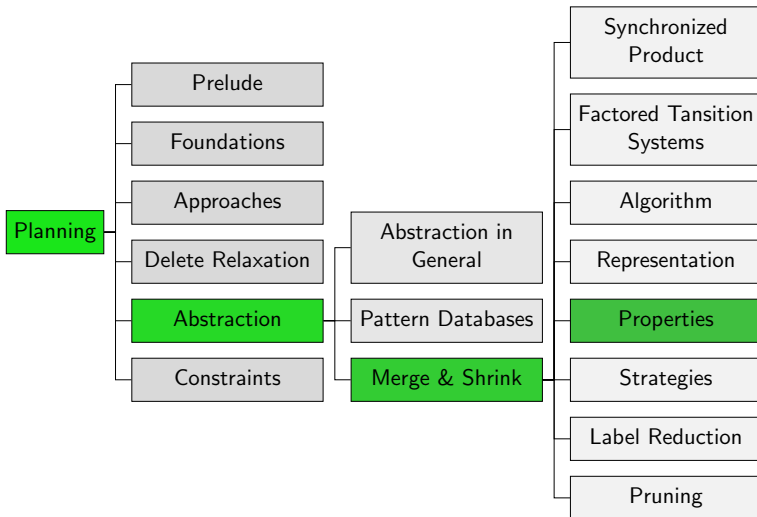 Planning
Prelude
Foundations
Approaches
Delete Relaxation
Abstraction
Constraints
Abstraction in
General
Pattern Databases
Merge & Shrink
Synchronized
Product
Factored Tansition
Systems
Algorithm
Representation
Properties
Strategies
Label Reduction
Pruning